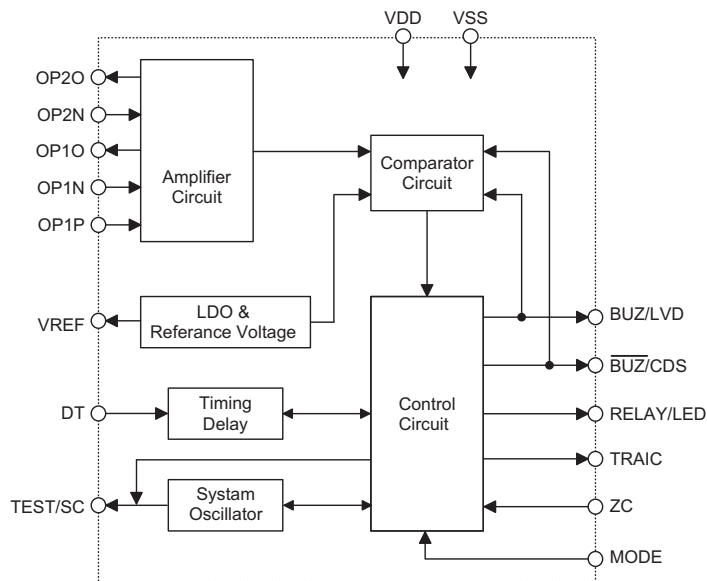 VDD
VSS
OP2O
OP2N
OP1O
OP1N
OP1P
Amplifier
Circuit
Comparator
Circuit
VREF
LDO &
Referance Voltage
BUZ/LVD
BUZ/CDS
DT
Timing
Delay
Control
Circuit
RELAY/LED
TRAIC
TEST/SC
Systam
Oscillator
ZC
MODE